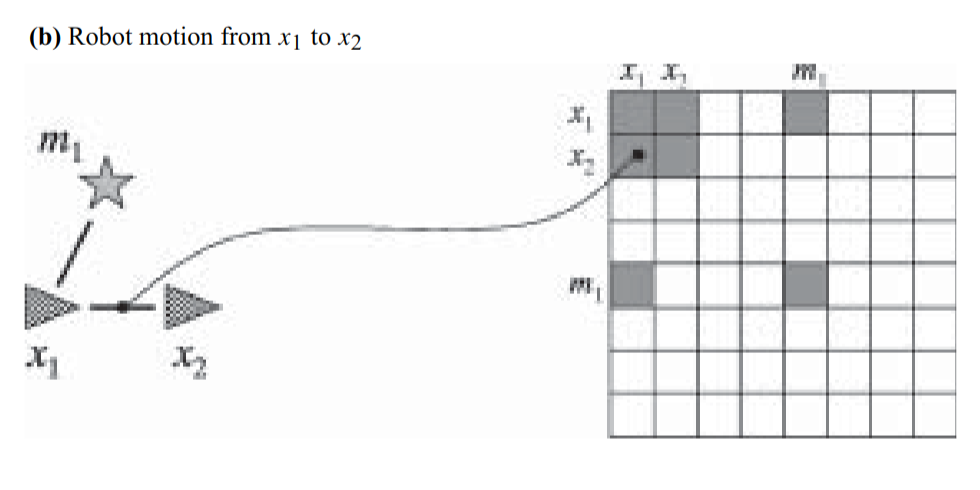 (b) Robot motion from x₁ to x₂
x₁ x₂ m₁
x₁
m₁
x₂
m₁
x₁ x₂